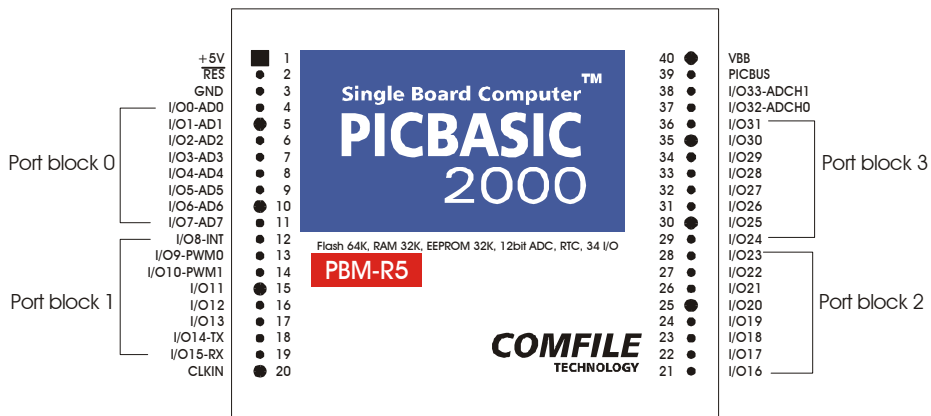 +5V 1
RES 2
GND 3
I/O0-AD0 4
I/O1-AD1 5
I/O2-AD2 6
I/O3-AD3 7
I/O4-AD4 8
I/O5-AD5 9
I/O6-AD6 10
I/O7-AD7 11
I/O8-INT 12
I/O9-PWM0 13
I/O10-PWM1 14
I/O11 15
I/O12 16
I/O13 17
I/O14-TX 18
I/O15-RX 19
CLKIN 20
Port block 0
Port block 1
Single Board Computer™
PICBASIC
2000
Flash 64K, RAM 32K, EEPROM 32K, 12bit ADC, RTC, 34 I/O
PBM-R5
COMFILE
TECHNOLOGY
40 VBB
39 PICBUS
38 I/O33-ADCH1
37 I/O32-ADCH0
36 I/O31
35 I/O30
34 I/O29
33 I/O28
32 I/O27
31 I/O26
30 I/O25
29 I/O24
28 I/O23
27 I/O22
26 I/O21
25 I/O20
24 I/O19
23 I/O18
22 I/O17
21 I/O16
Port block 3
Port block 2